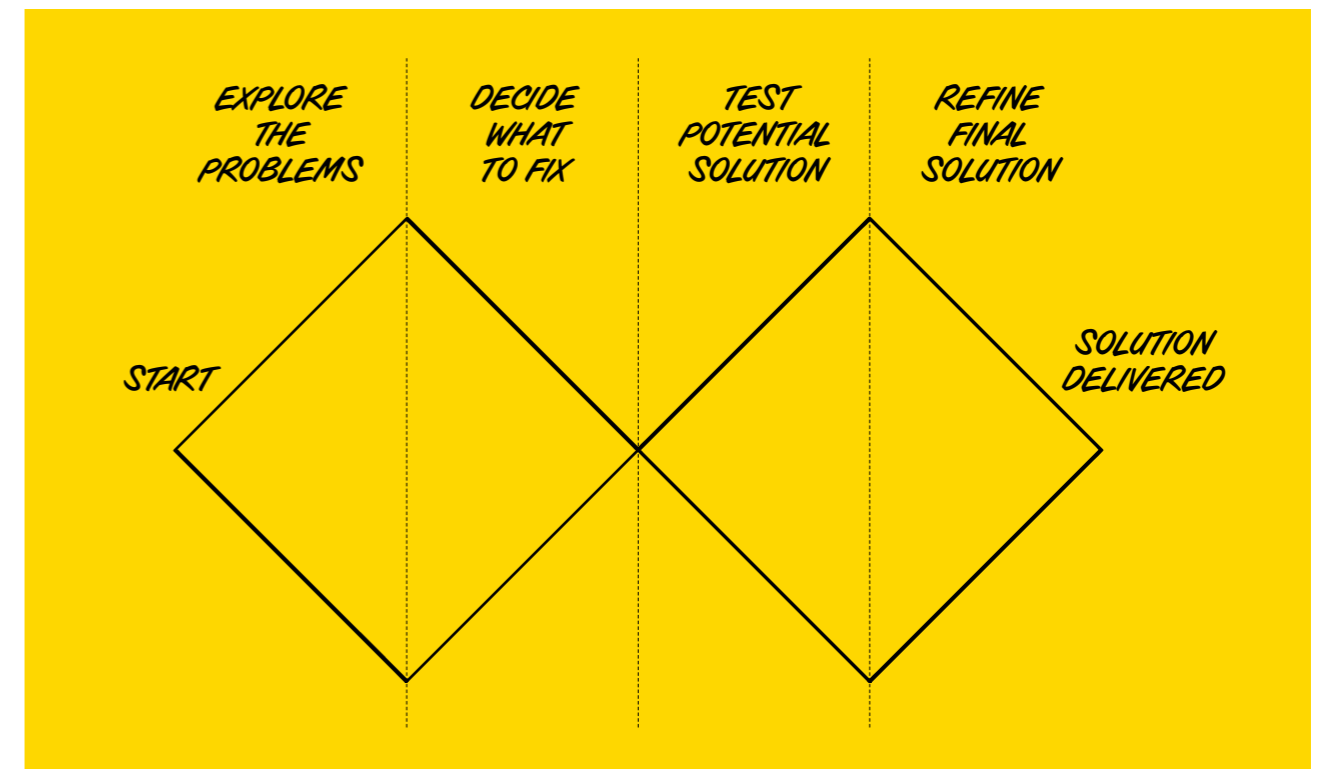 EXPLORE
THE
PROBLEMS
DECIDE
WHAT
TO FIX
TEST
POTENTIAL
SOLUTION
REFINE
FINAL
SOLUTION
START
SOLUTION
DELIVERED